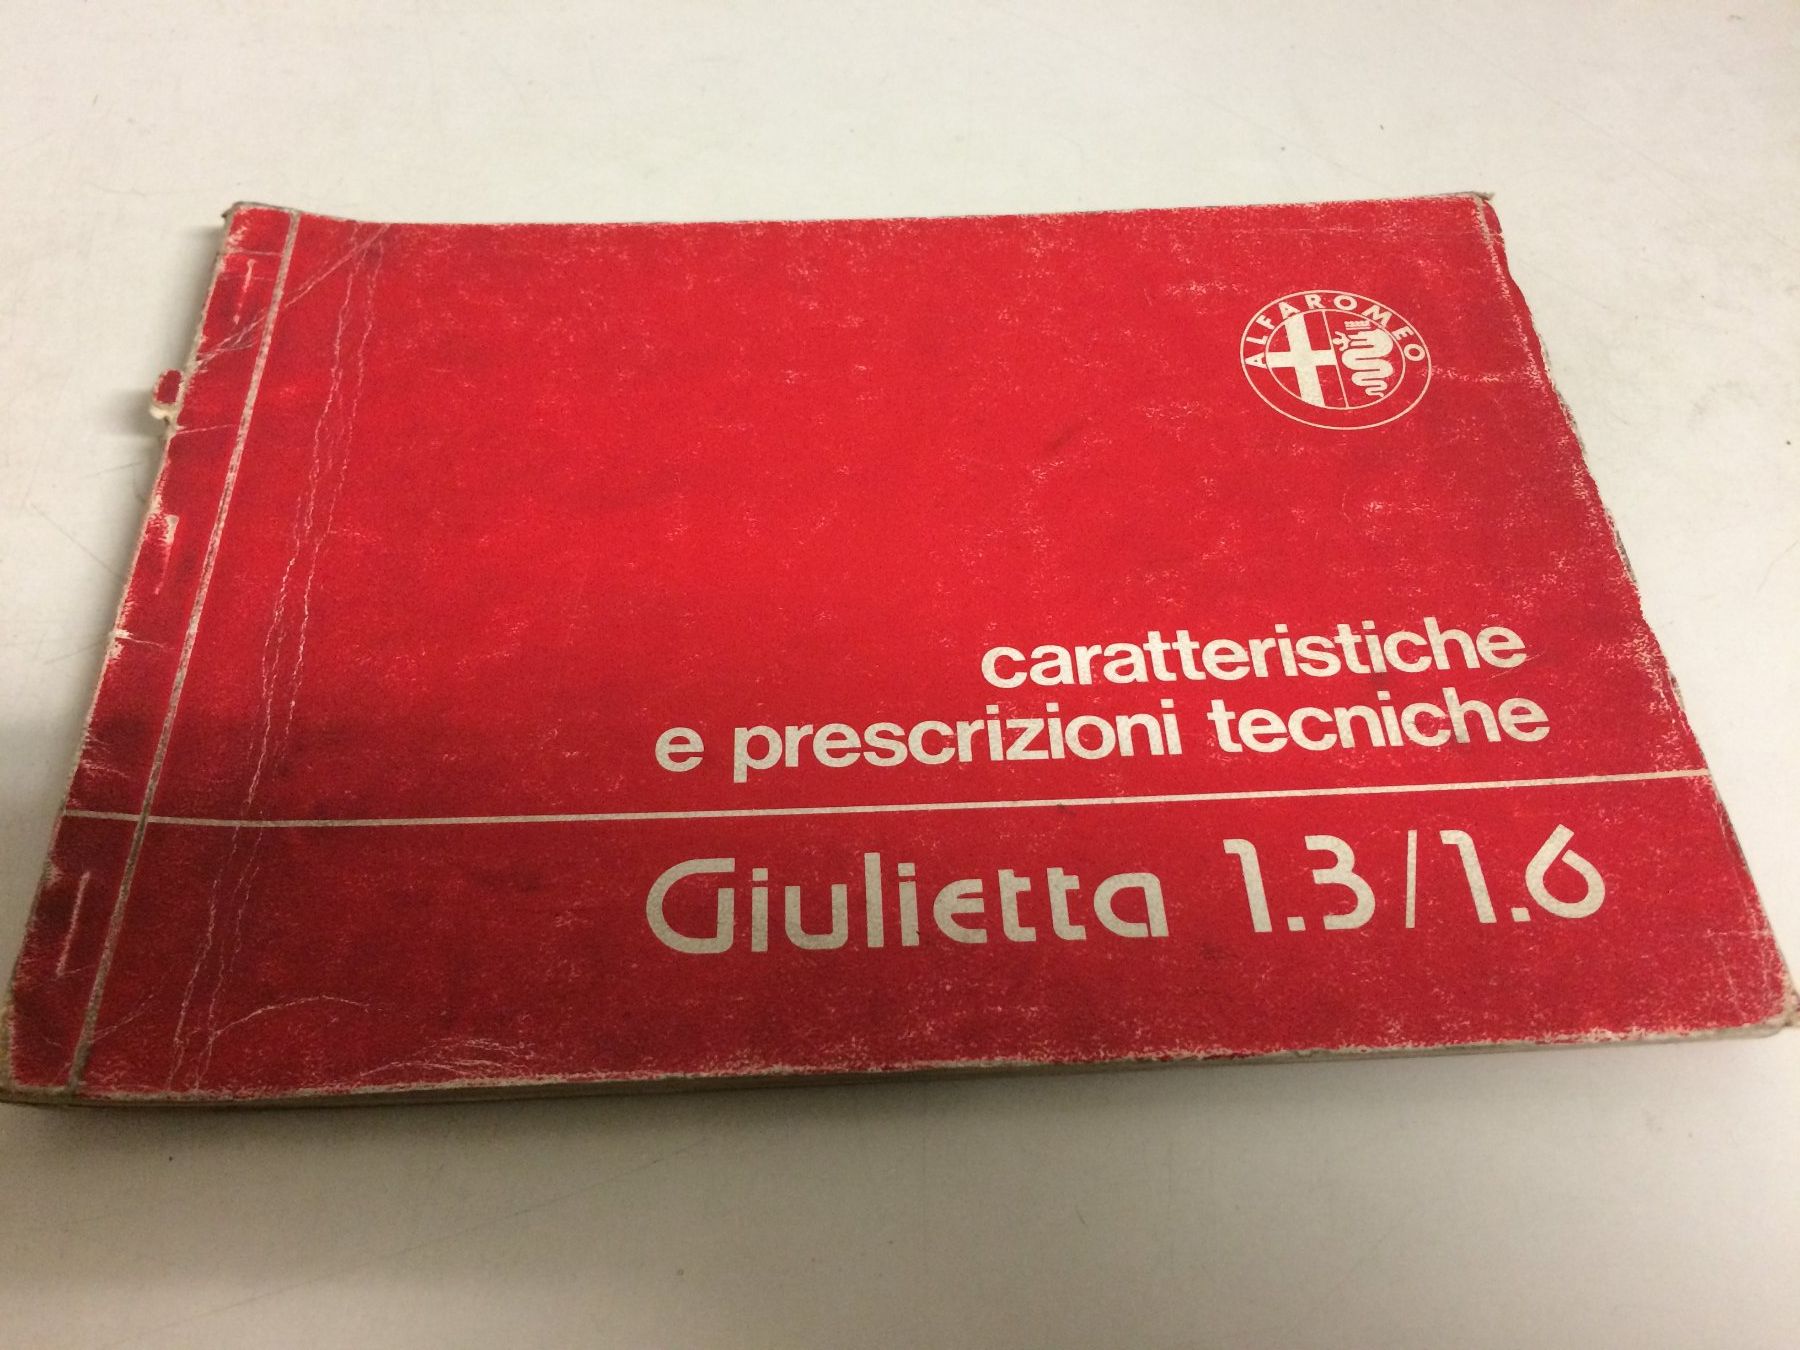 ALFA ROMEO
caratteristiche
e prescrizioni tecniche
Giulietta 1.3/1.6